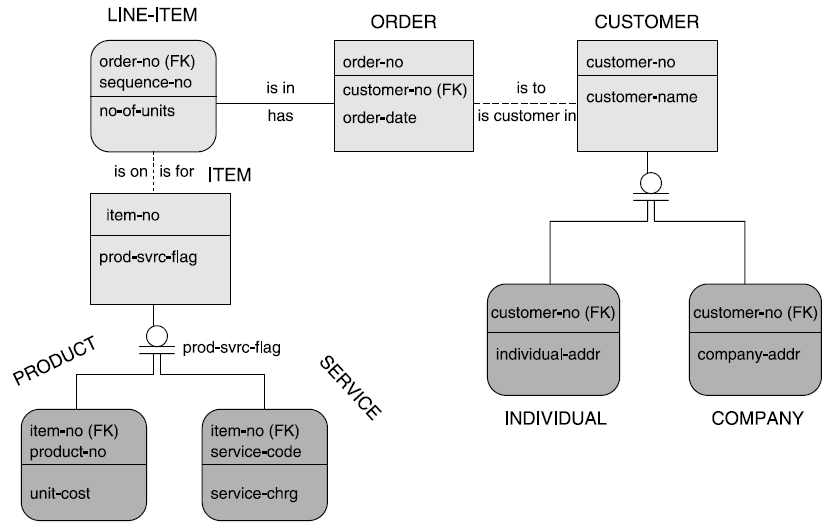 LINE-ITEM
order-no (FK)
sequence-no
no-of-units
is in
has
ORDER
order-no
customer-no (FK)
order-date
is to
is customer in
CUSTOMER
customer-no
customer-name
is on
is for
ITEM
item-no
prod-svrc-flag
prod-svrc-flag
PRODUCT
SERVICE
item-no (FK)
product-no
unit-cost
item-no (FK)
service-code
service-chrg
customer-no (FK)
individual-addr
INDIVIDUAL
customer-no (FK)
company-addr
COMPANY